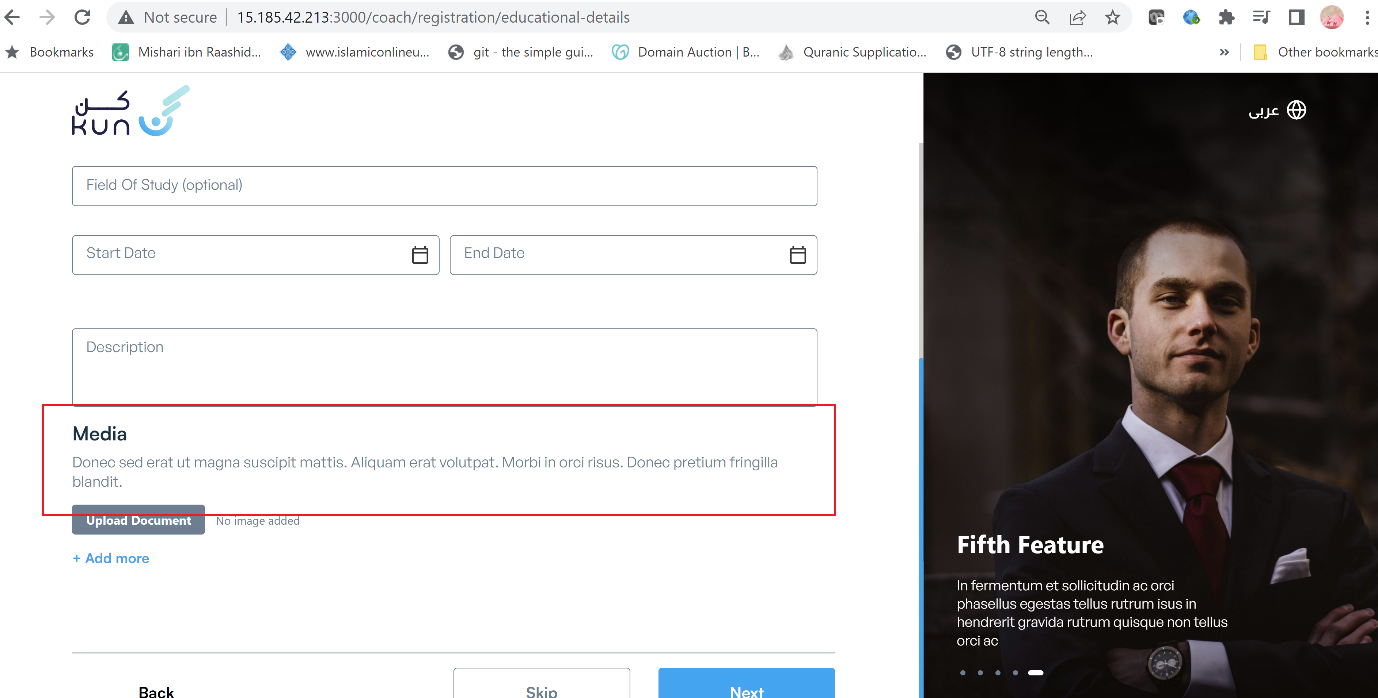 Not secure
15.185.42.213:3000/coach/registration/educational-details
Bookmarks
Mishari ibn Raashid...
www.islamiconlineu...
git - the simple gui...
Domain Auction | B...
Quranic Supplicatio...
UTF-8 string length...
»
Other bookmarks
كن
kun
عربى
Field Of Study (optional)
Start Date
End Date
Description
Media
Donec sed erat ut magna suscipit mattis. Aliquam erat volutpat. Morbi in orci risus. Donec pretium fringilla
blandit.
Upload Document
No image added
+ Add more
Back
Skip
Next
Fifth Feature
In fermentum et sollicitudin ac orci
phasellus egestas tellus rutrum isus in
hendrerit gravida rutrum quisque non tellus
orci ac